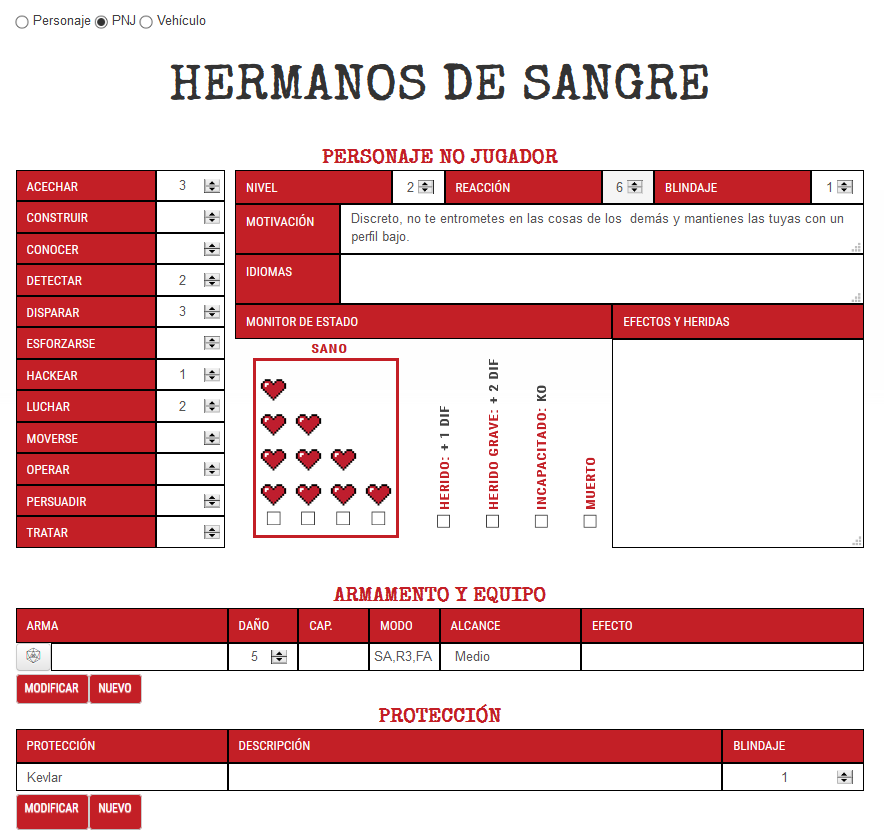 Personaje PNJ Vehículo
HERMANOS DE SANGRE
PERSONAJE NO JUGADOR
ACECHAR 3
CONSTRUIR
CONOCER
DETECTAR 2
DISPARAR 3
ESFORZARSE
HACKEAR 1
LUCHAR 2
MOVERSE
OPERAR
PERSUADIR
TRATAR
NIVEL 2 REACCIÓN 6 BLINDAJE 1
MOTIVACIÓN
Discreto, no te entrometes en las cosas de los demás y mantienes las tuyas con un
perfil bajo.
IDIOMAS
MONITOR DE ESTADO EFECTOS Y HERIDAS
SANO
HERIDO: + 1 DIF
HERIDO GRAVE: + 2 DIF
INCAPACITADO: KO
MUERTO
ARMAMENTO Y EQUIPO
ARMA DAÑO CAP. MODO ALCANCE EFECTO
5 SA,R3,FA Medio
MODIFICAR NUEVO
PROTECCIÓN
PROTECCIÓN DESCRIPCIÓN BLINDAJE
Kevlar 1
MODIFICAR NUEVO